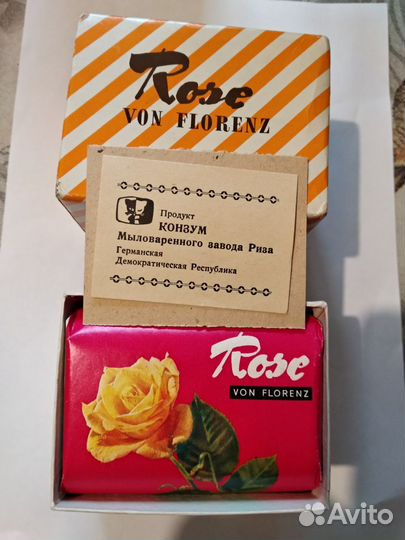 Rose
VON FLORENZ
Продукт
КОНЗУМ
Мыловаренного завода Риза
Германская
Демократическая Республика
Rose
VON FLORENZ
Avito